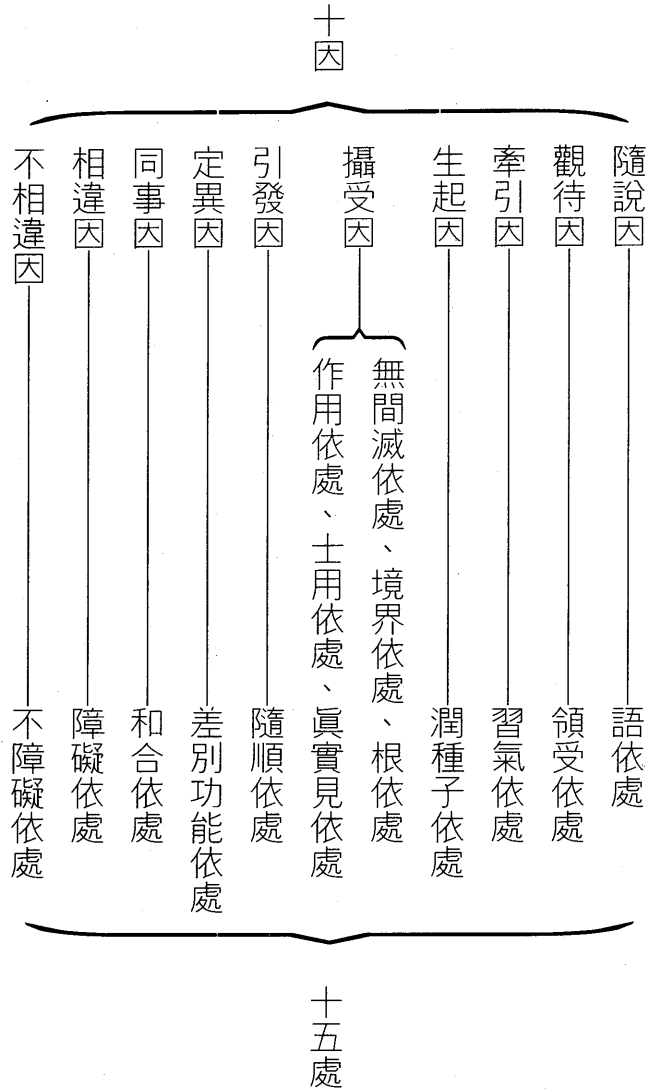 十因
隨說因
語依處
觀待因
領受依處
牽引因
習氣依處
生起因
潤種子依處
攝受因
無間滅依處、境界依處、根依處
作用依處、士用依處、眞實見依處
引發因
隨順依處
定異因
差別功能依處
同事因
和合依處
相違因
障礙依處
不相違因
不障礙依處
十五處